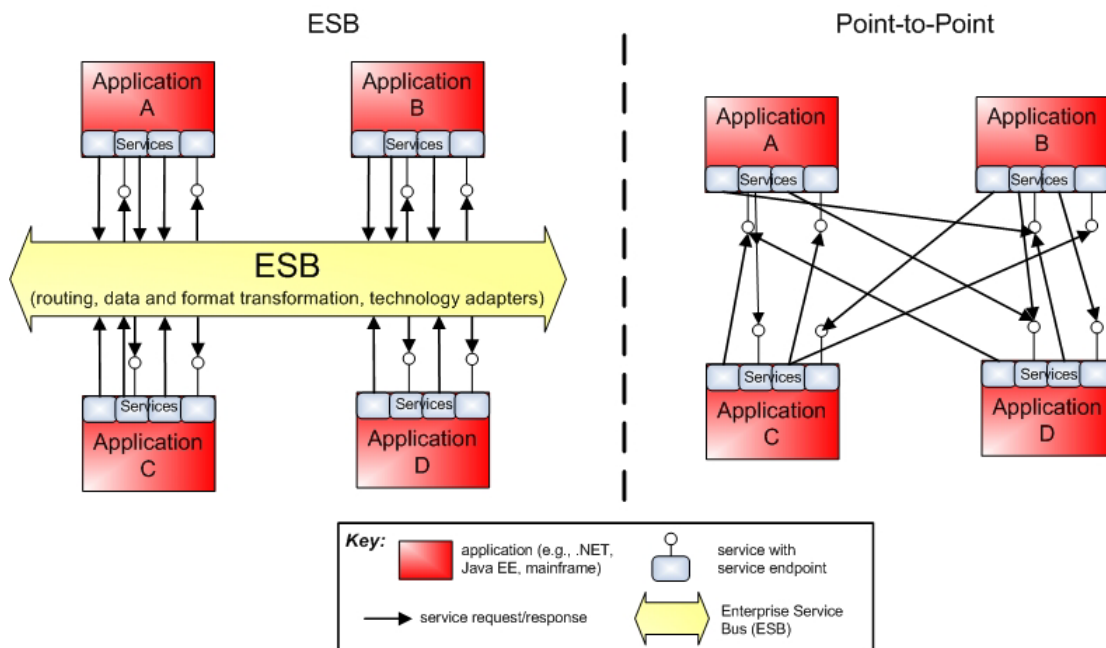 ESB
Point-to-Point
Application
A
Services
Application
B
Services
Application
A
Services
Application
B
Services
ESB
(routing, data and format transformation, technology adapters)
Services
Application
C
Services
Application
D
Services
Application
C
Services
Application
D
Key:
application (e.g., .NET,
Java EE, mainframe)
service with
service endpoint
service request/response
Enterprise Service
Bus (ESB)